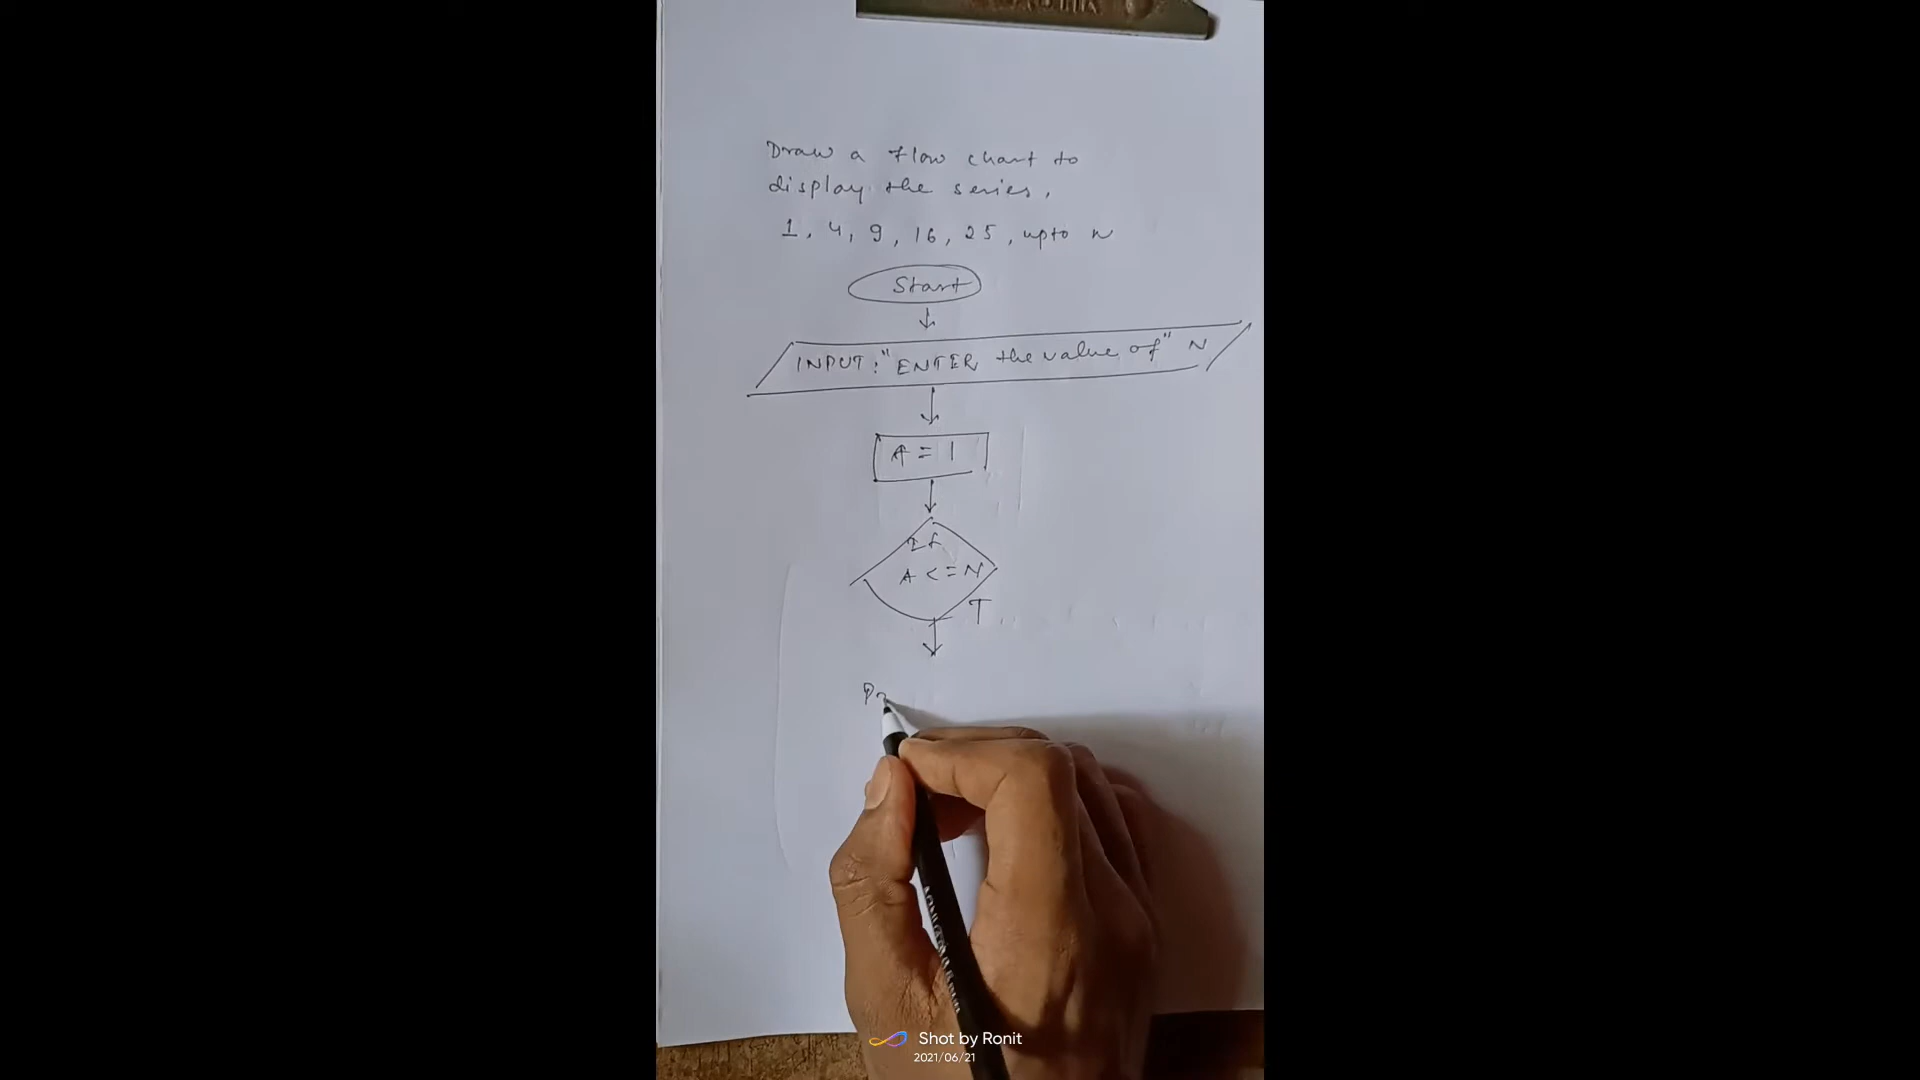 Draw a flow chart to
display the series,
1, 4, 9, 16, 25, upto n
Start
INPUT: "ENTER the value of" N
A = 1
If
A <= N
T
Shot by Ronit
2021/06/21